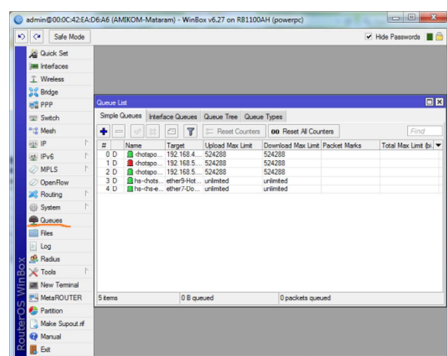 admin@00:0C:42:EA:D6:A6 (AMIKOM-Mataram) - WinBox v6.27 on RB1100AH (powerpc)
Safe Mode
Hide Passwords
Quick Set
Interfaces
Wireless
Bridge
PPP
Switch
Mesh
IP
IPv6
MPLS
OpenFlow
Routing
System
Queues
Files
Log
Radius
Tools
New Terminal
MetaROUTER
Partition
Make Supout.rif
Manual
Exit
RouterOS WinBox
Queue List
Simple Queues Interface Queues Queue Tree Queue Types
Reset Counters 00 Reset All Counters Find
# Name Target Upload Max Limit Download Max Limit Packet Marks Total Max Limit (bi...
0 D 192.168.4... 524288 524288
1 D 192.168.5... 524288 524288
2 D 192.168.5... 524288 524288
3 D ether9-Hot... unlimited unlimited
4 D ether7-Do... unlimited unlimited
5 items 0 B queued 0 packets queued